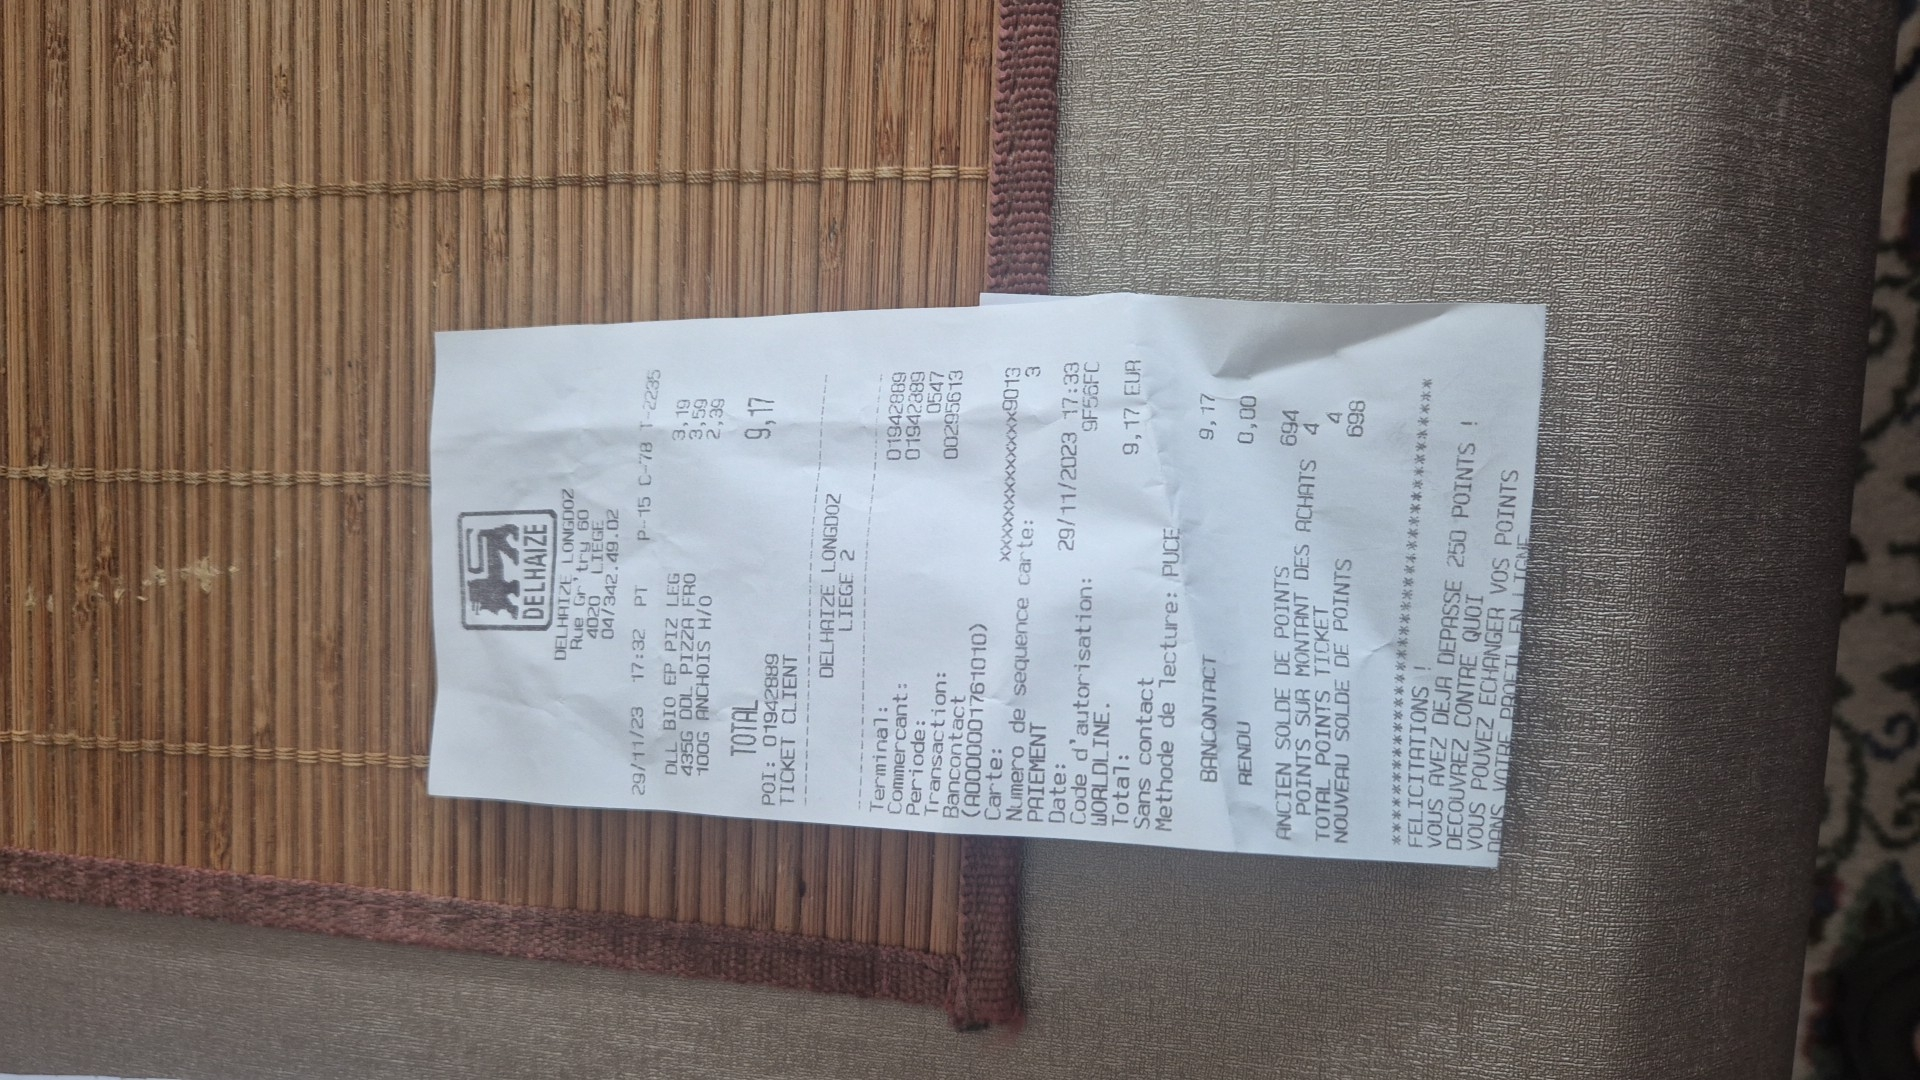 DELHAIZE
DELHAIZE LONGDOZ
Rue Gr'try 60
4020 LIEGE
04/342.49.02
29/11/23 17:32 PT P-15 C-78 T-2235
DLL BIO EP PIZ LEG 3,19
435G DDL PIZZA FRO 3,59
100G ANCHOIS H/O 2,39
TOTAL 9,17
POI: 01942889
TICKET CLIENT
DELHAIZE LONGDOZ
LIEGE 2
Terminal: 01942889
Commercant: 01942889
Periode: 0547
Transaction: 00295613
Bancontact
(A0000001761010)
Carte: xxxxxxxxxxxxxxx9013
Numero de sequence carte: 3
PAIEMENT
Date: 29/11/2023 17:33
Code d'autorisation: 9F56FC
WORLDLINE.
Total: 9,17 EUR
Sans contact
Methode de lecture: PUCE
BANCONTACT 9,17
RENDU 0,00
ANCIEN SOLDE DE POINTS 694
POINTS SUR MONTANT DES ACHATS 4
TOTAL POINTS TICKET 4
NOUVEAU SOLDE DE POINTS 698
******************************************
FELICITATIONS !
VOUS AVEZ DEJA DEPASSE 250 POINTS !
DECOUVREZ CONTRE QUOI
VOUS POUVEZ ECHANGER VOS POINTS
DANS VOTRE PROFIL EN LIGNE